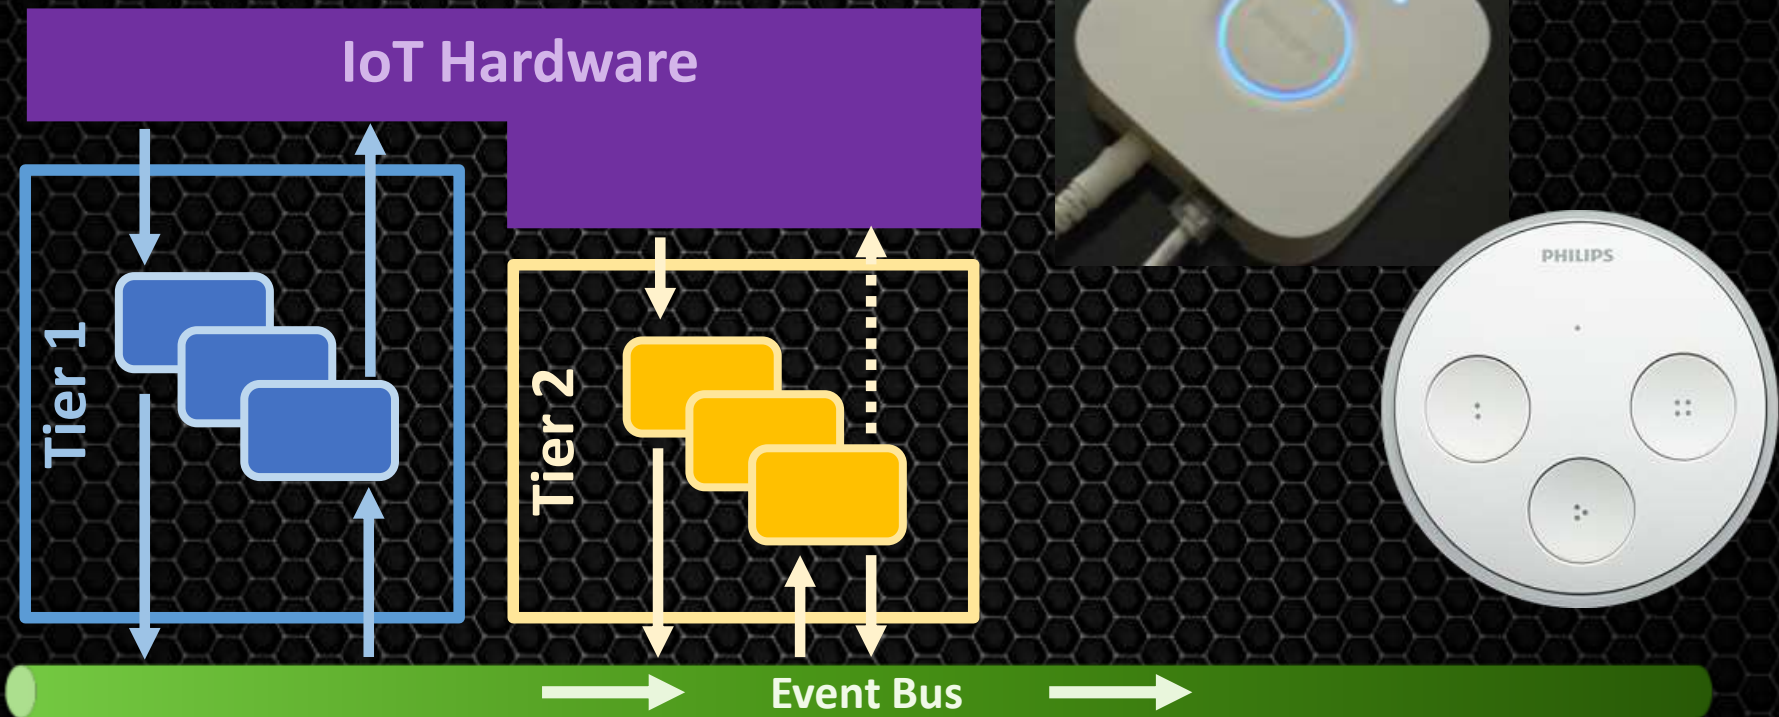 IoT Hardware
PHILIPS
Tier 1
Tier 2
Event Bus